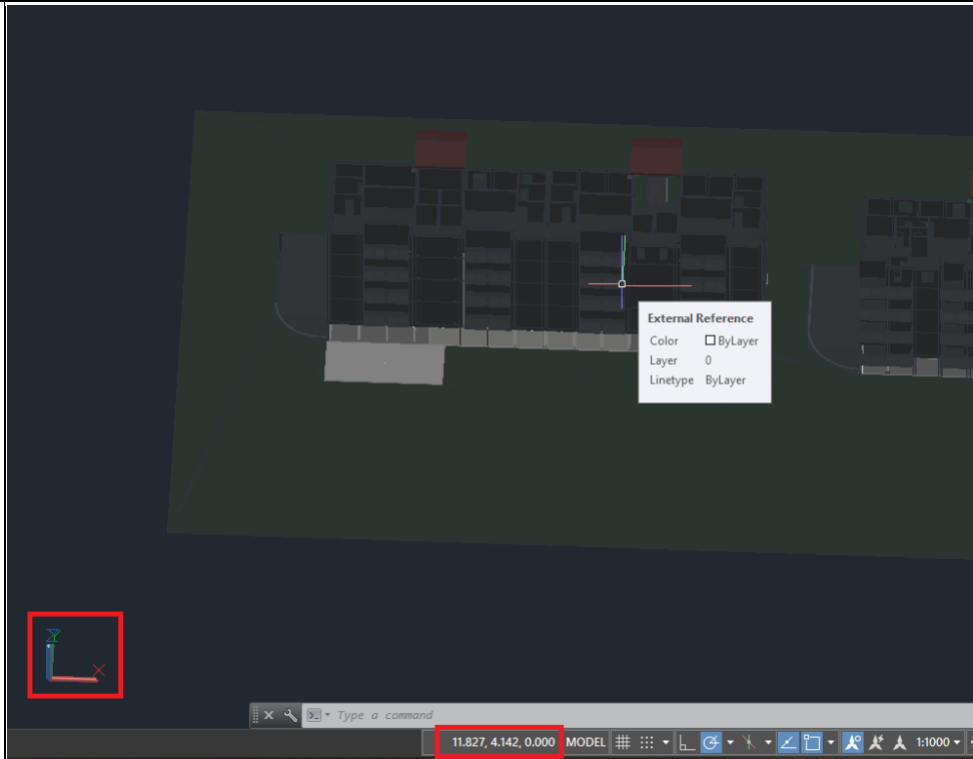 External Reference
Color ByLayer
Layer 0
Linetype ByLayer
X
Type a command
11.827, 4.142, 0.000 MODEL 1:1000